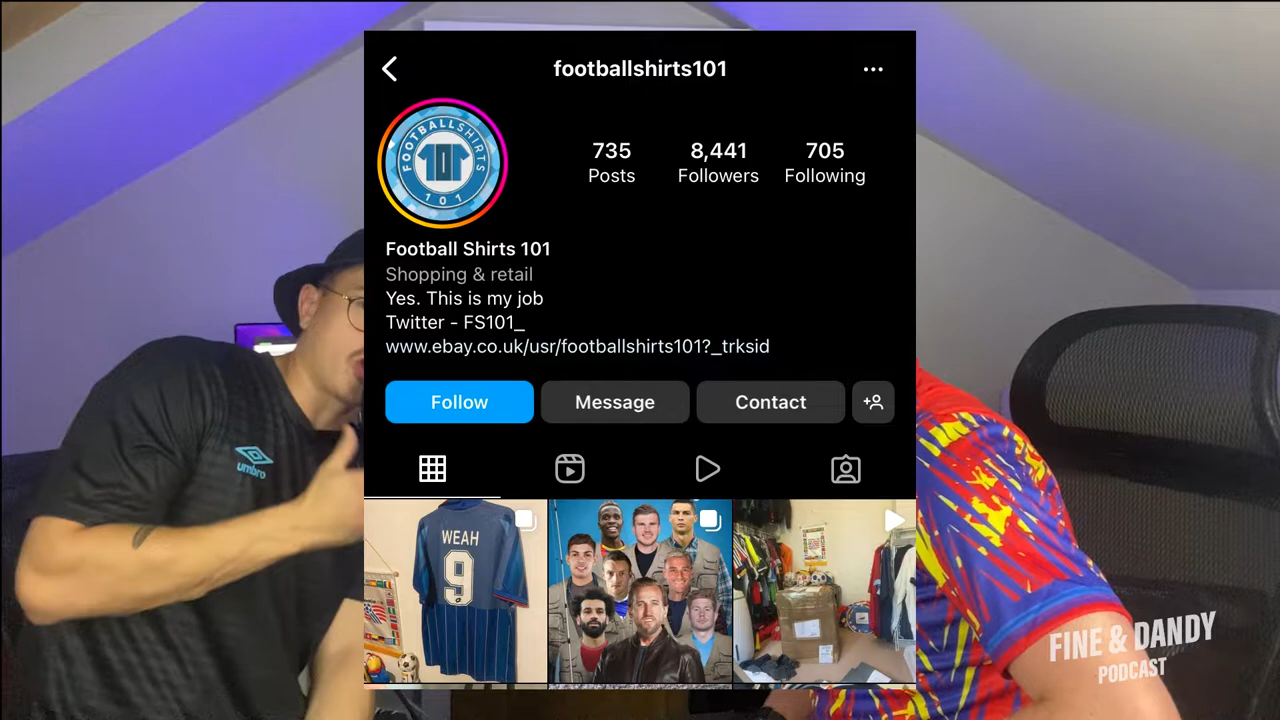 footballshirts101
FOOTBALLSHIRTS
101
735
Posts
8,441
Followers
705
Following
Football Shirts 101
Shopping & retail
Yes. This is my job
Twitter - FS101_
www.ebay.co.uk/usr/footballshirts101?_trksid
Follow
Message
Contact
umbro
WEAH
9
FINE & DANDY
PODCAST